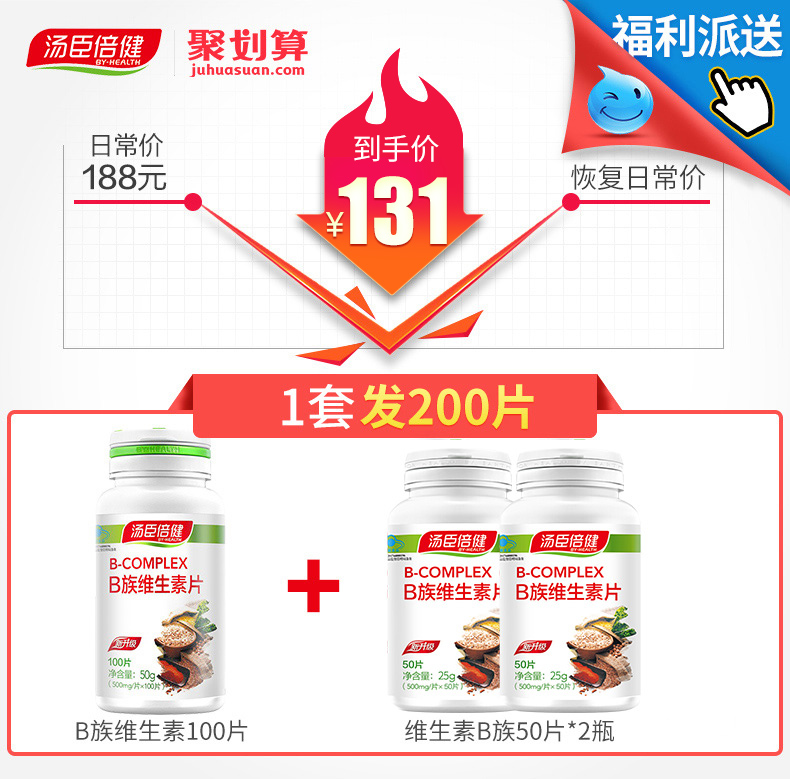 汤臣倍健
BY-HEALTH
聚划算
juhuasuan.com
福利派送
日常价
188元
到手价
¥131
恢复日常价
1套发200片
BY-HEALTH
汤臣倍健
BY-HEALTH
B-COMPLEX
B族维生素片
新升级
100片
净含量: 50g
(500mg/片×100片)
汤臣倍健
BY-HEALTH
B-COMPLEX
B族维生素片
50片
净含量: 25g
(500mg/片×50片)
汤臣倍健
BY-HEALTH
B-COMPLEX
B族维生素片
新升级
50片
净含量: 25g
(500mg/片×50片)
+
B族维生素100片
维生素B族50片*2瓶